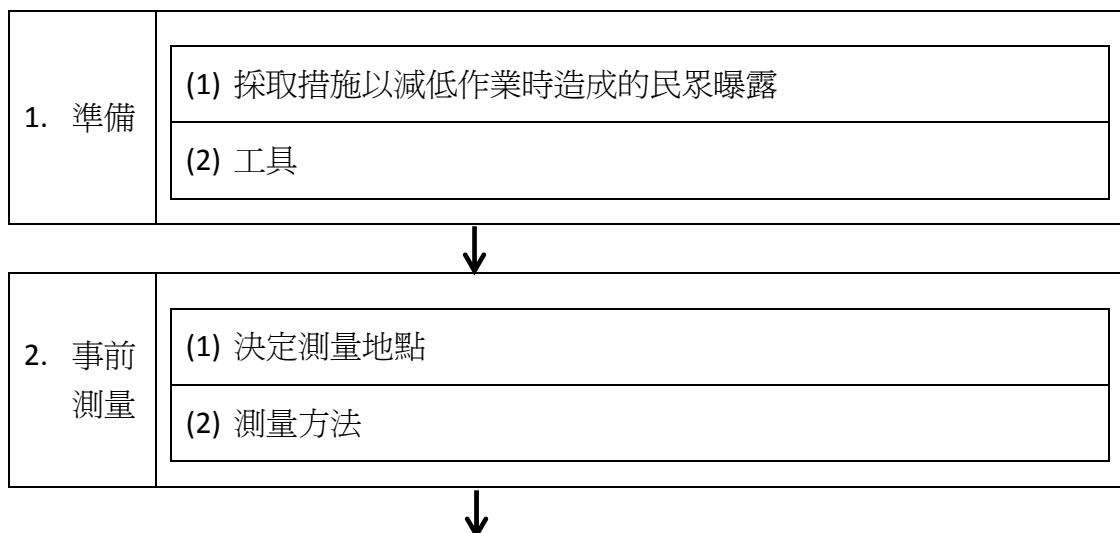 1. 準備
(1) 採取措施以減低作業時造成的民眾曝露
(2) 工具
2. 事前
測量
(1) 決定測量地點
(2) 測量方法